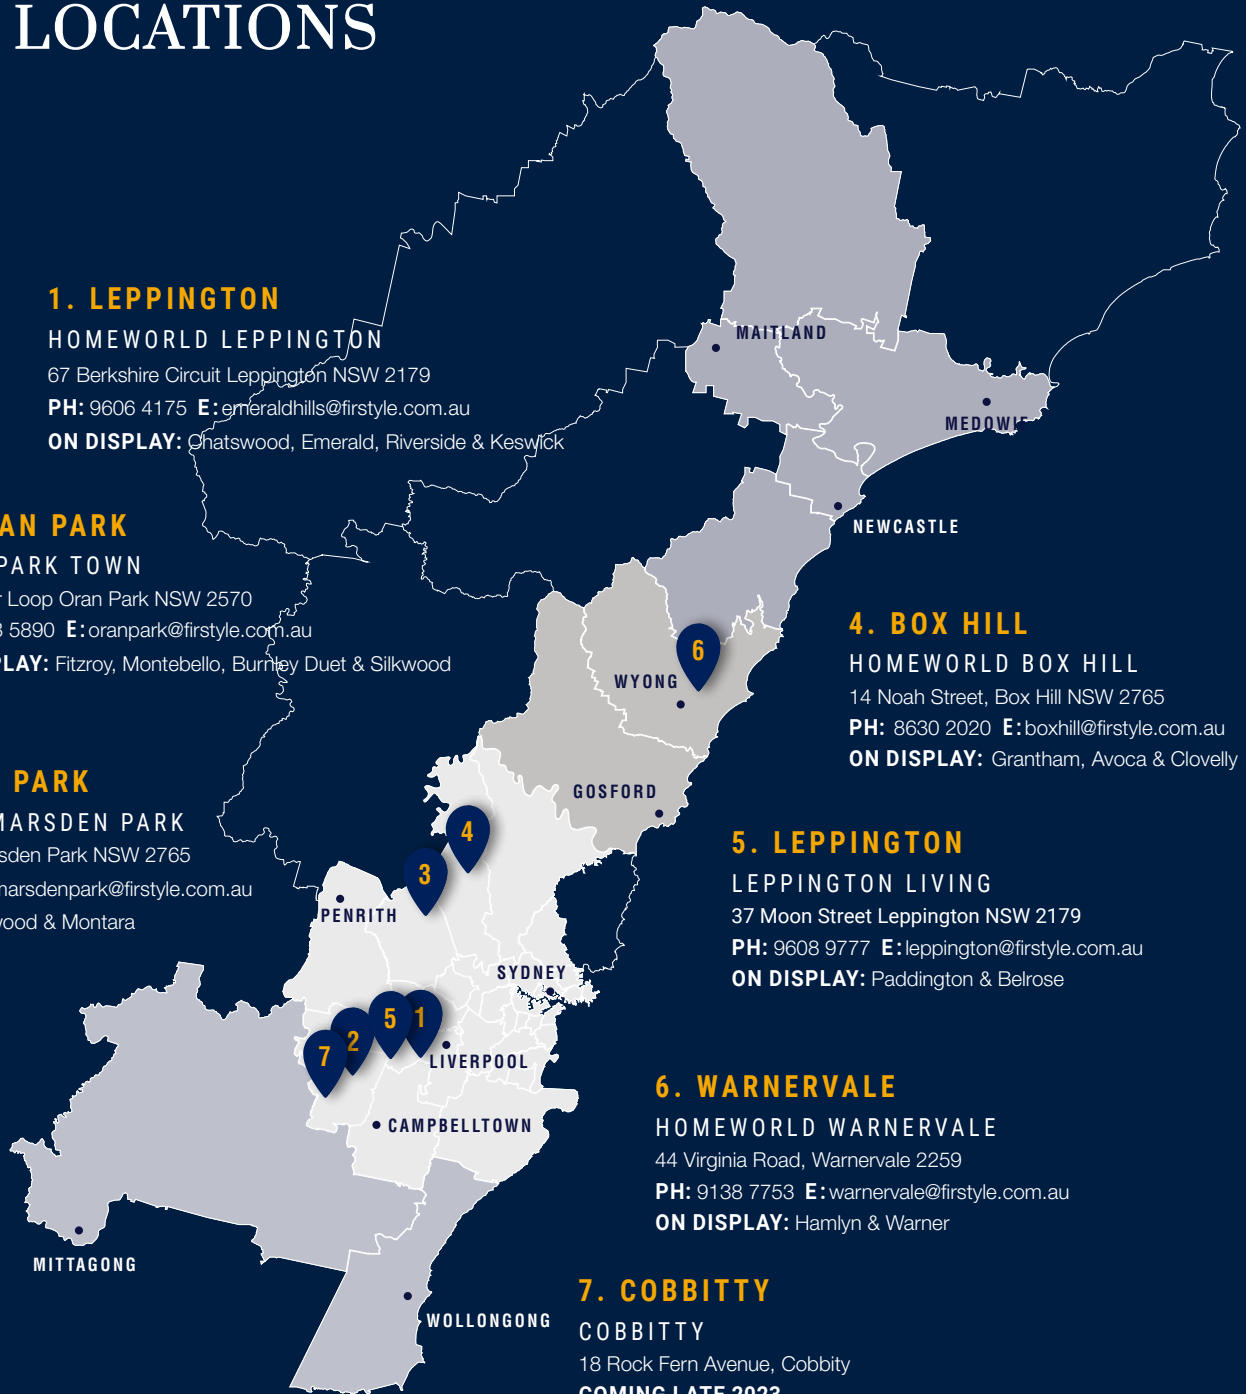 LOCATIONS
1. LEPPINGTON
HOMEWORLD LEPPINGTON
67 Berkshire Circuit Leppington NSW 2179
PH: 9606 4175 E: emeraldhills@firstyle.com.au
ON DISPLAY: Chatswood, Emerald, Riverside & Keswick
AN PARK
PARK TOWN
r Loop Oran Park NSW 2570
3 5890 E: oranpark@firstyle.com.au
PLAY: Fitzroy, Montebello, Burnley Duet & Silkwood
PARK
MARSDEN PARK
sden Park NSW 2765
marsdenpark@firstyle.com.au
wood & Montara
MAITLAND
MEDOWIE
NEWCASTLE
6
WYONG
GOSFORD
4
3
PENRITH
SYDNEY
5
1
2
7
LIVERPOOL
CAMPBELLTOWN
MITTAGONG
WOLLONGONG
4. BOX HILL
HOMEWORLD BOX HILL
14 Noah Street, Box Hill NSW 2765
PH: 8630 2020 E: boxhill@firstyle.com.au
ON DISPLAY: Grantham, Avoca & Clovelly
5. LEPPINGTON
LEPPINGTON LIVING
37 Moon Street Leppington NSW 2179
PH: 9608 9777 E: leppington@firstyle.com.au
ON DISPLAY: Paddington & Belrose
6. WARNERVALE
HOMEWORLD WARNERVALE
44 Virginia Road, Warnervale 2259
PH: 9138 7753 E: warnervale@firstyle.com.au
ON DISPLAY: Hamlyn & Warner
7. COBBITTY
COBBITTY
18 Rock Fern Avenue, Cobbity
COMING LATE 2023